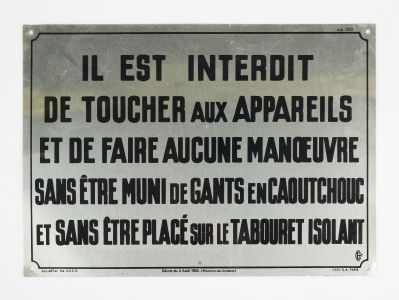 IL EST INTERDIT
DE TOUCHER AUX APPAREILS
ET DE FAIRE AUCUNE MANŒUVRE
SANS ÊTRE MUNI DE GANTS EN CAOUTCHOUC
ET SANS ÊTRE PLACÉ SUR LE TABOURET ISOLANT